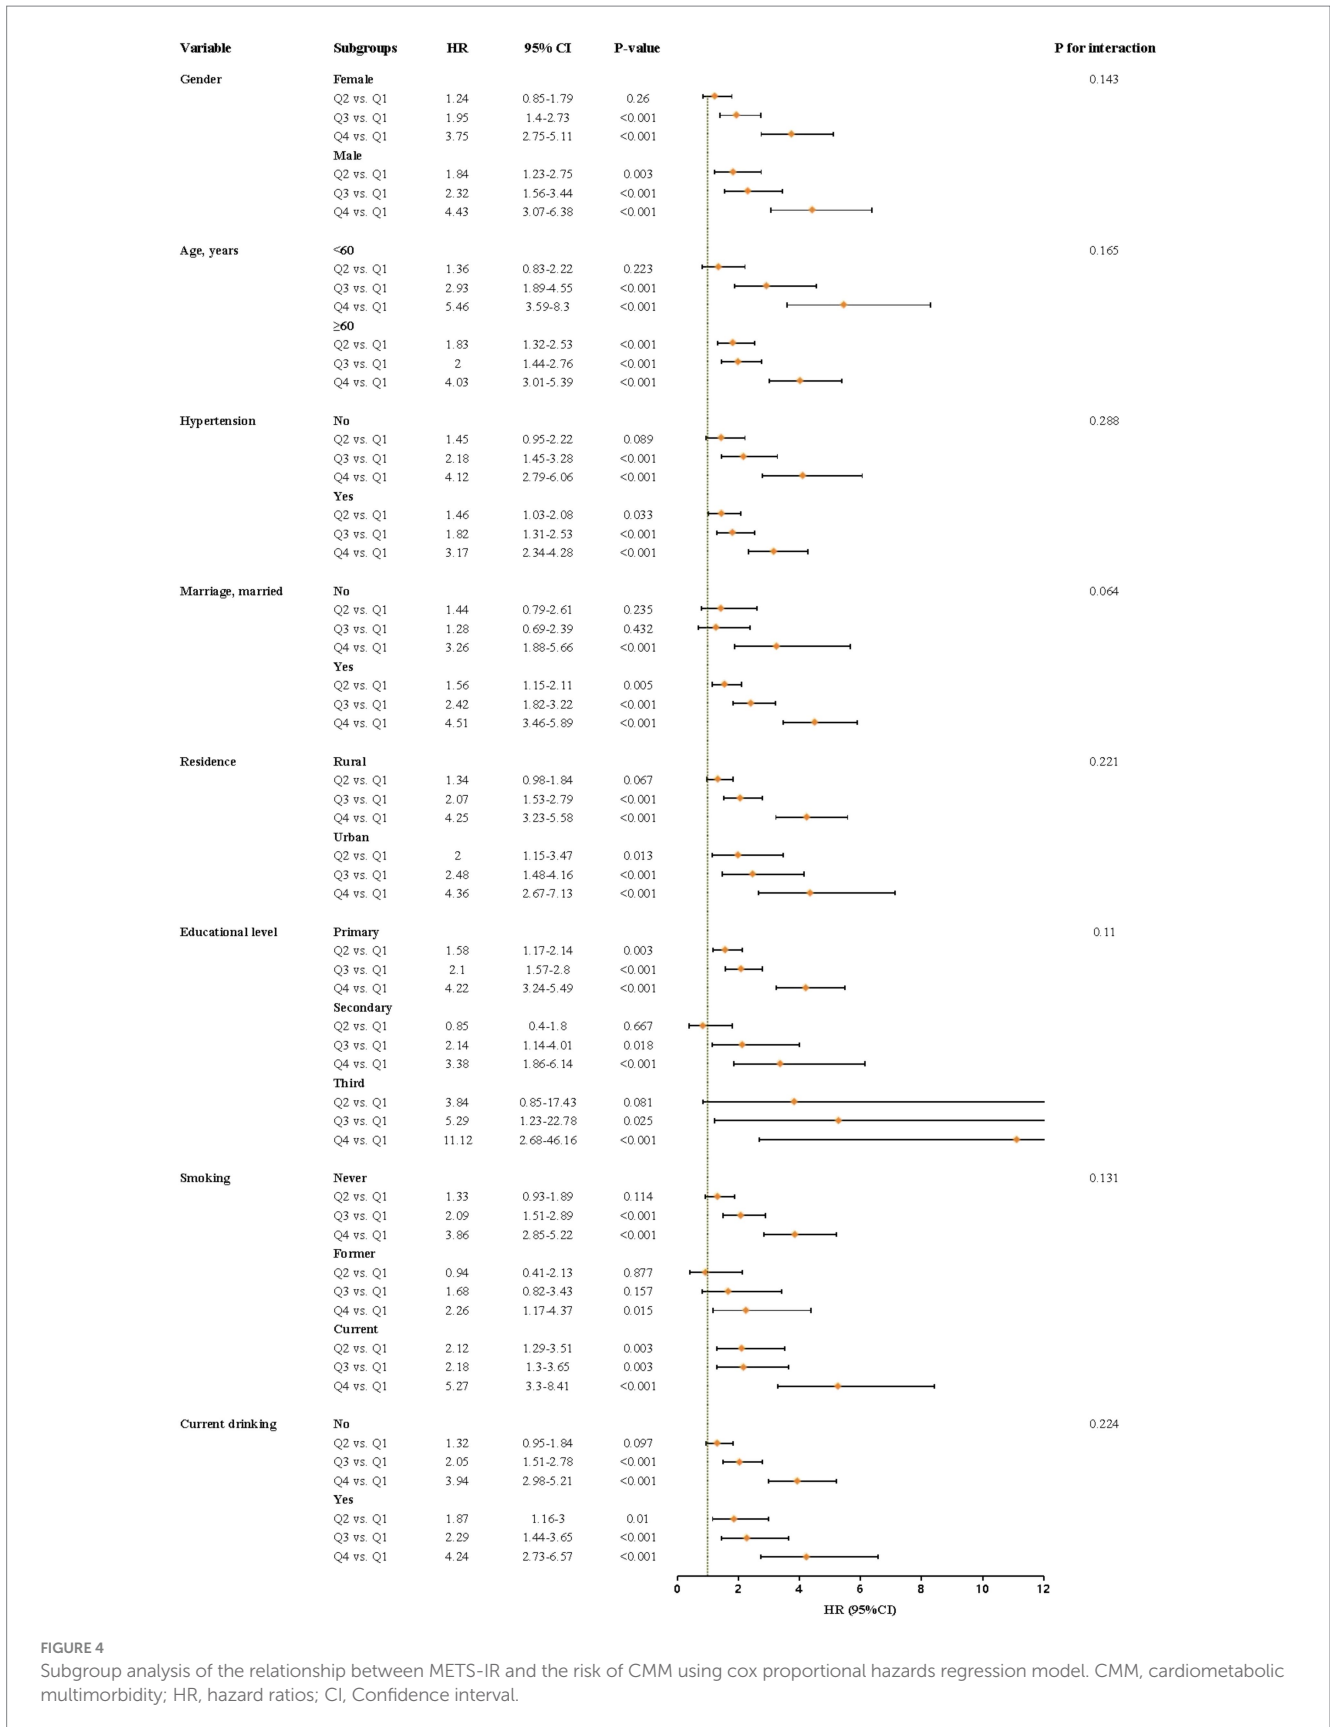 Variable Subgroups HR 95% CI P-value P for interaction
Gender Female 0.143
Q2 vs. Q1 1.24 0.85-1.79 0.26
Q3 vs. Q1 1.95 1.4-2.73 <0.001
Q4 vs. Q1 3.75 2.75-5.11 <0.001
Male
Q2 vs. Q1 1.84 1.23-2.75 0.003
Q3 vs. Q1 2.32 1.56-3.44 <0.001
Q4 vs. Q1 4.43 3.07-6.38 <0.001
Age, years <60 0.165
Q2 vs. Q1 1.36 0.83-2.22 0.223
Q3 vs. Q1 2.93 1.89-4.55 <0.001
Q4 vs. Q1 5.46 3.59-8.3 <0.001
≥60
Q2 vs. Q1 1.83 1.32-2.53 <0.001
Q3 vs. Q1 2 1.44-2.76 <0.001
Q4 vs. Q1 4.03 3.01-5.39 <0.001
Hypertension No 0.288
Q2 vs. Q1 1.45 0.95-2.22 0.089
Q3 vs. Q1 2.18 1.45-3.28 <0.001
Q4 vs. Q1 4.12 2.79-6.06 <0.001
Yes
Q2 vs. Q1 1.46 1.03-2.08 0.033
Q3 vs. Q1 1.82 1.31-2.53 <0.001
Q4 vs. Q1 3.17 2.34-4.28 <0.001
Marriage, married No 0.064
Q2 vs. Q1 1.44 0.79-2.61 0.235
Q3 vs. Q1 1.28 0.69-2.39 0.432
Q4 vs. Q1 3.26 1.88-5.66 <0.001
Yes
Q2 vs. Q1 1.56 1.15-2.11 0.005
Q3 vs. Q1 2.42 1.82-3.22 <0.001
Q4 vs. Q1 4.51 3.46-5.89 <0.001
Residence Rural 0.221
Q2 vs. Q1 1.34 0.98-1.84 0.067
Q3 vs. Q1 2.07 1.53-2.79 <0.001
Q4 vs. Q1 4.25 3.23-5.58 <0.001
Urban
Q2 vs. Q1 2 1.15-3.47 0.013
Q3 vs. Q1 2.48 1.48-4.16 <0.001
Q4 vs. Q1 4.36 2.67-7.13 <0.001
Educational level Primary 0.11
Q2 vs. Q1 1.58 1.17-2.14 0.003
Q3 vs. Q1 2.1 1.57-2.8 <0.001
Q4 vs. Q1 4.22 3.24-5.49 <0.001
Secondary
Q2 vs. Q1 0.85 0.4-1.8 0.667
Q3 vs. Q1 2.14 1.14-4.01 0.018
Q4 vs. Q1 3.38 1.86-6.14 <0.001
Third
Q2 vs. Q1 3.84 0.85-17.43 0.081
Q3 vs. Q1 5.29 1.23-22.78 0.025
Q4 vs. Q1 11.12 2.68-46.16 <0.001
Smoking Never 0.131
Q2 vs. Q1 1.33 0.93-1.89 0.114
Q3 vs. Q1 2.09 1.51-2.89 <0.001
Q4 vs. Q1 3.86 2.85-5.22 <0.001
Former
Q2 vs. Q1 0.94 0.41-2.13 0.877
Q3 vs. Q1 1.68 0.82-3.43 0.157
Q4 vs. Q1 2.26 1.17-4.37 0.015
Current
Q2 vs. Q1 2.12 1.29-3.51 0.003
Q3 vs. Q1 2.18 1.3-3.65 0.003
Q4 vs. Q1 5.27 3.3-8.41 <0.001
Current drinking No 0.224
Q2 vs. Q1 1.32 0.95-1.84 0.097
Q3 vs. Q1 2.05 1.51-2.78 <0.001
Q4 vs. Q1 3.94 2.98-5.21 <0.001
Yes
Q2 vs. Q1 1.87 1.16-3 0.01
Q3 vs. Q1 2.29 1.44-3.65 <0.001
Q4 vs. Q1 4.24 2.73-6.57 <0.001
0 2 4 6 8 10 12
HR (95%CI)
FIGURE 4
Subgroup analysis of the relationship between METS-IR and the risk of CMM using cox proportional hazards regression model. CMM, cardiometabolic
multimorbidity; HR, hazard ratios; CI, Confidence interval.